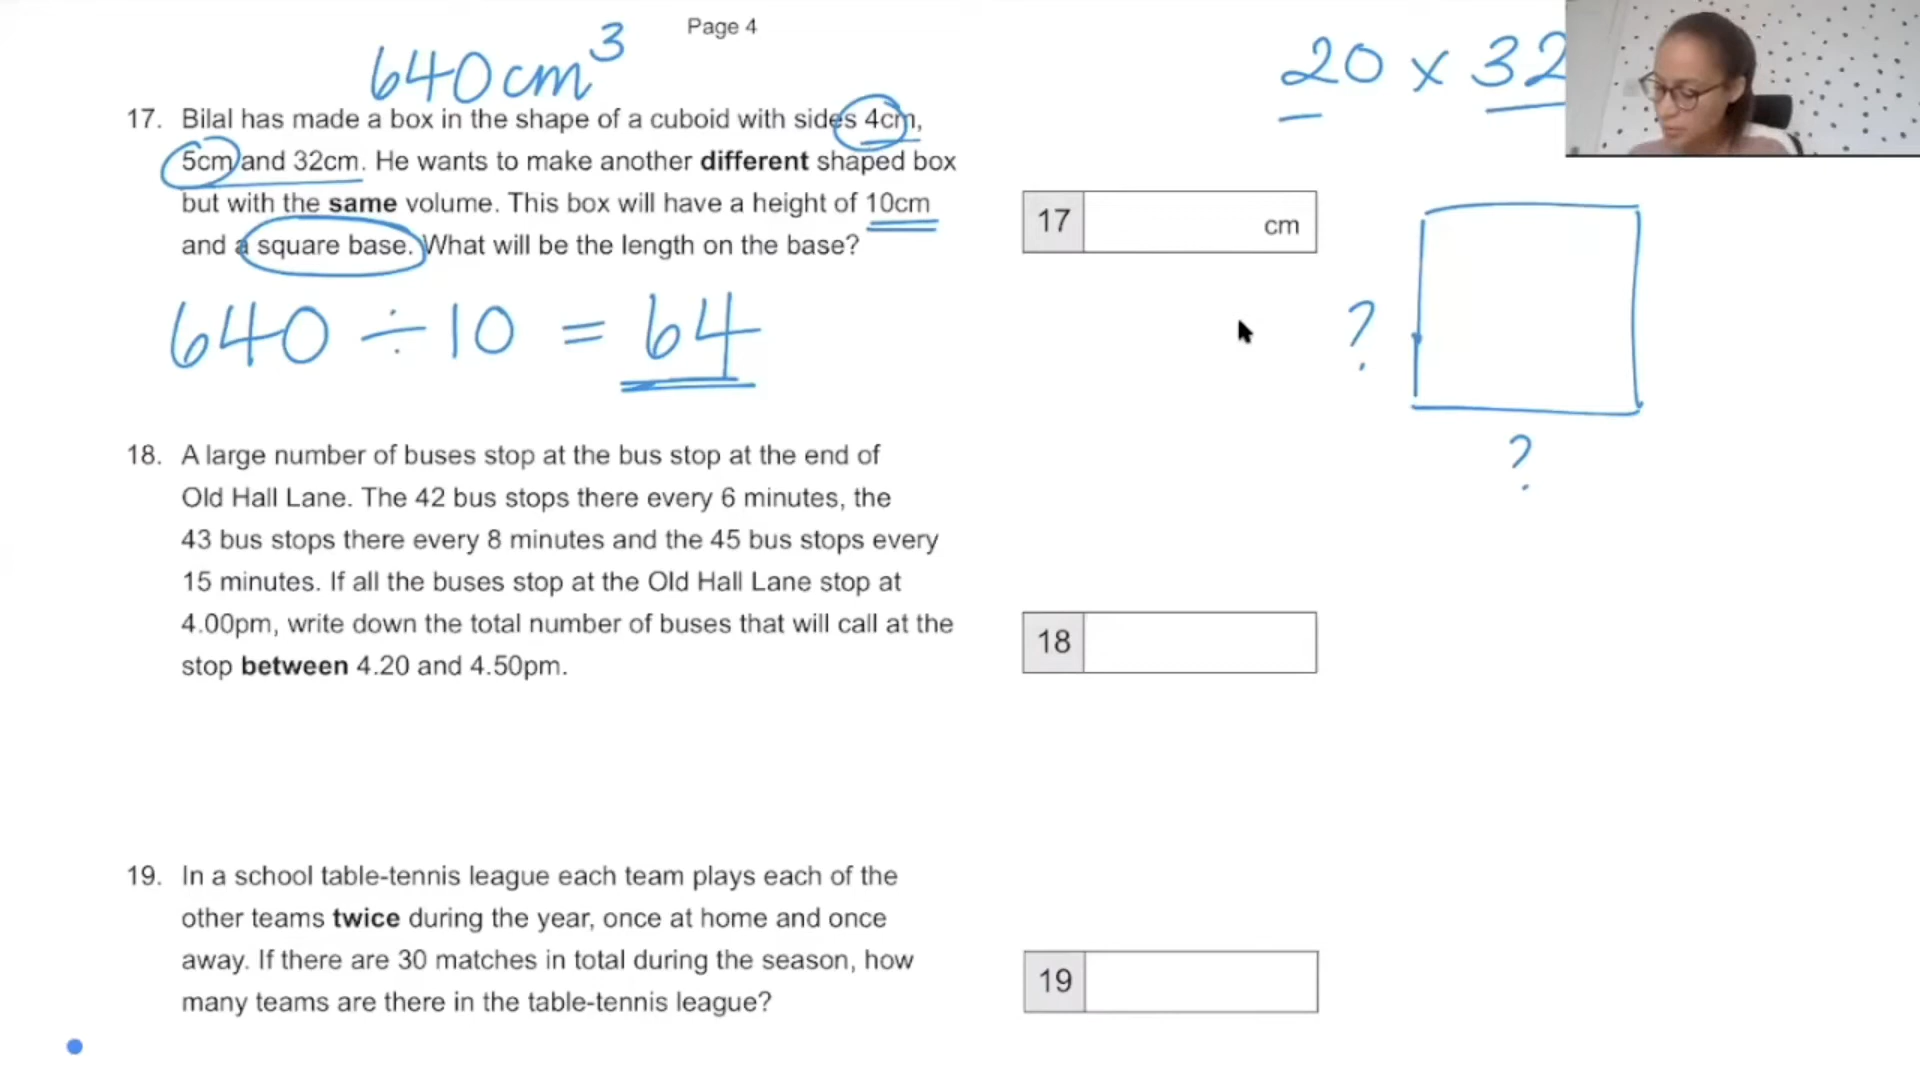 Page 4
640cm³
20 x 32
17. Bilal has made a box in the shape of a cuboid with sides 4cm,
5cm and 32cm. He wants to make another different shaped box
but with the same volume. This box will have a height of 10cm
and a square base. What will be the length on the base?
17 cm
640 ÷ 10 = 64
?
?
18. A large number of buses stop at the bus stop at the end of
Old Hall Lane. The 42 bus stops there every 6 minutes, the
43 bus stops there every 8 minutes and the 45 bus stops every
15 minutes. If all the buses stop at the Old Hall Lane stop at
4.00pm, write down the total number of buses that will call at the
stop between 4.20 and 4.50pm.
18
19. In a school table-tennis league each team plays each of the
other teams twice during the year, once at home and once
away. If there are 30 matches in total during the season, how
many teams are there in the table-tennis league?
19